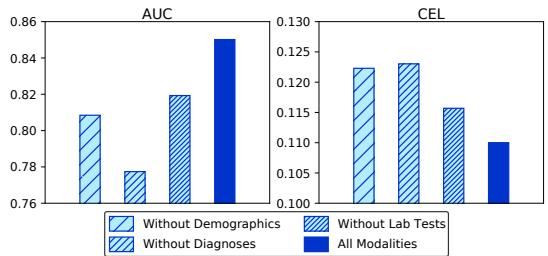 AUC CEL
0.86 0.130
0.84 0.125
0.120
0.82 0.115
0.80 0.110
0.78 0.105
0.76 0.100
Without Demographics Without Lab Tests
Without Diagnoses All Modalities